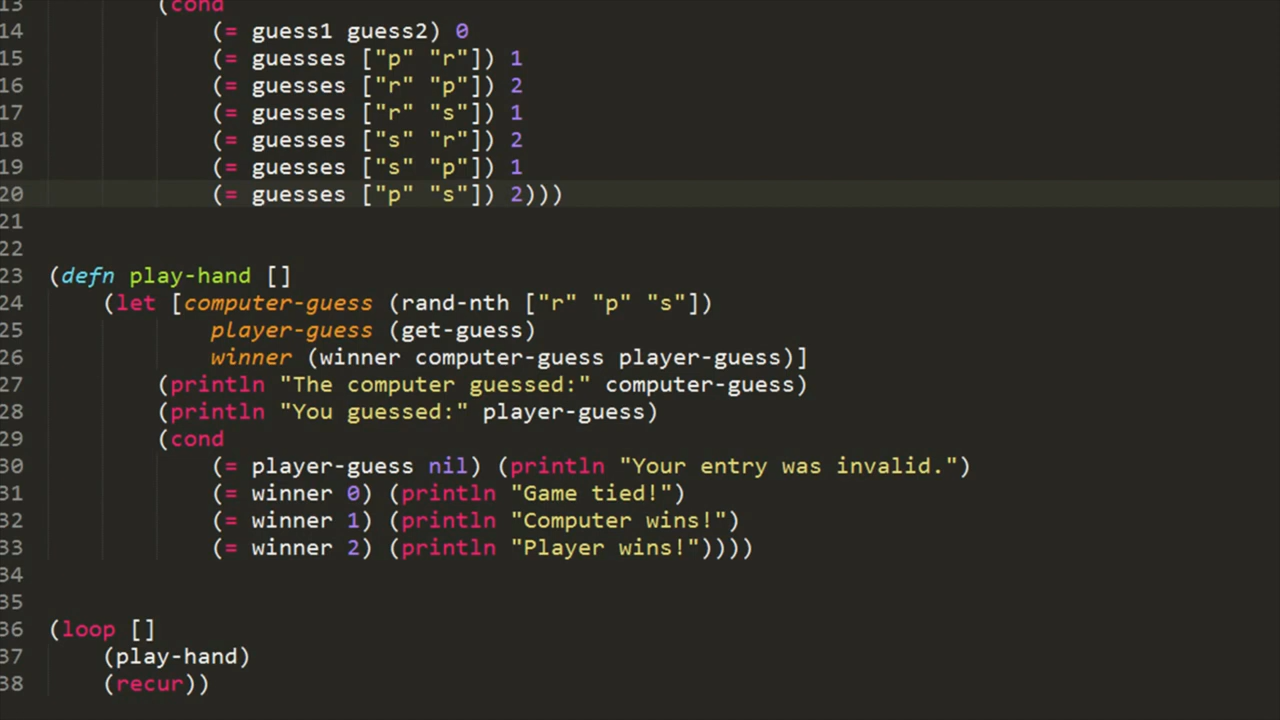 13 (cond
14 (= guess1 guess2) 0
15 (= guesses ["p" "r"]) 1
16 (= guesses ["r" "p"]) 2
17 (= guesses ["r" "s"]) 1
18 (= guesses ["s" "r"]) 2
19 (= guesses ["s" "p"]) 1
20 (= guesses ["p" "s"]) 2)))
21
22
23 (defn play-hand []
24 (let [computer-guess (rand-nth ["r" "p" "s"])
25 player-guess (get-guess)
26 winner (winner computer-guess player-guess)]
27 (println "The computer guessed:" computer-guess)
28 (println "You guessed:" player-guess)
29 (cond
30 (= player-guess nil) (println "Your entry was invalid.")
31 (= winner 0) (println "Game tied!")
32 (= winner 1) (println "Computer wins!")
33 (= winner 2) (println "Player wins!"))))
34
35
36 (loop []
37 (play-hand)
38 (recur))